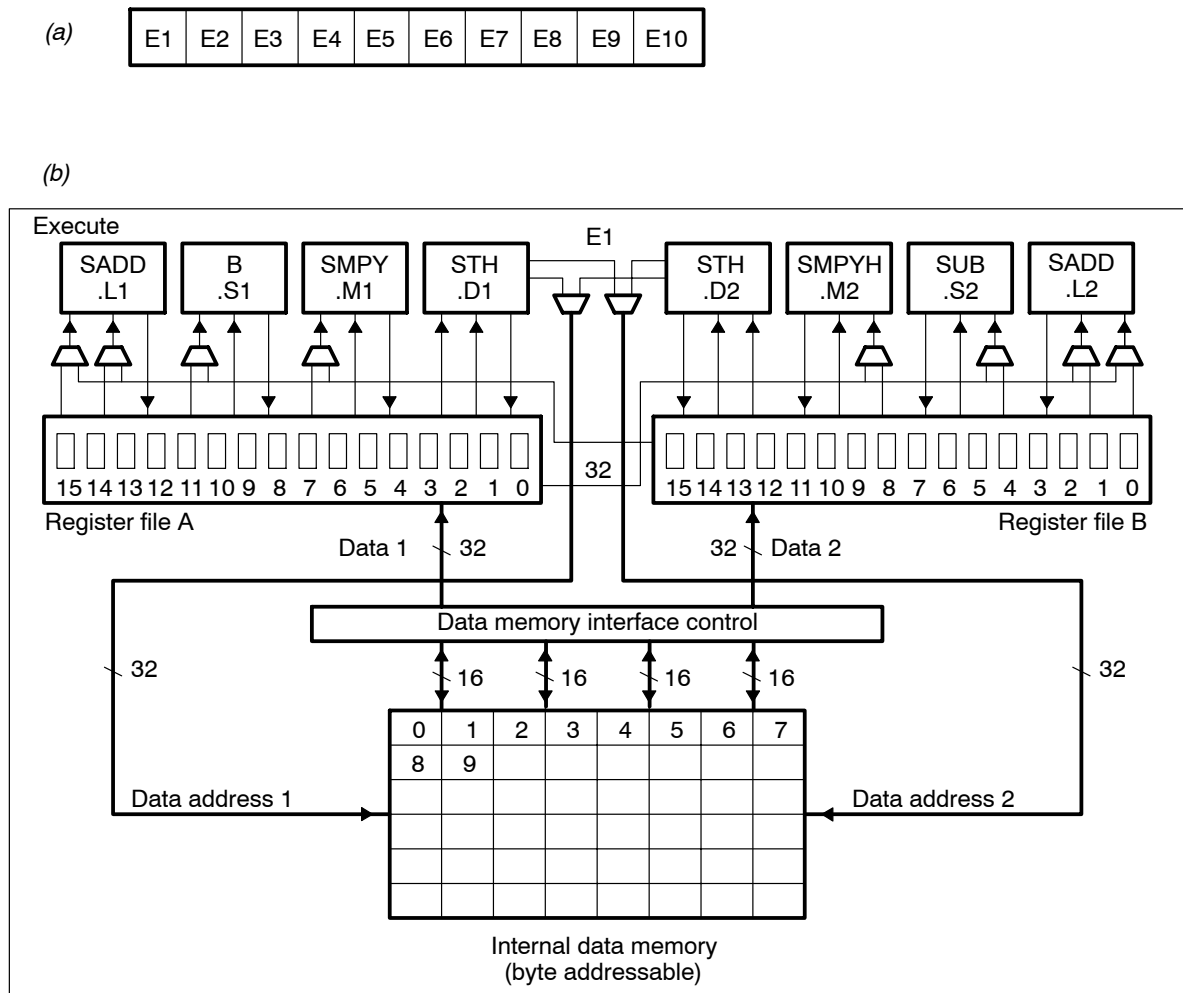 (a)
E1 E2 E3 E4 E5 E6 E7 E8 E9 E10
(b)
Execute
E1
SADD
.L1
B
.S1
SMPY
.M1
STH
.D1
STH
.D2
SMPYH
.M2
SUB
.S2
SADD
.L2
15 14 13 12 11 10 9 8 7 6 5 4 3 2 1 0
32
15 14 13 12 11 10 9 8 7 6 5 4 3 2 1 0
Register file A
Register file B
Data 1
32
32
Data 2
Data memory interface control
32
16
16
16
16
32
0 1 2 3 4 5 6 7
8 9
Data address 1
Data address 2
Internal data memory
(byte addressable)